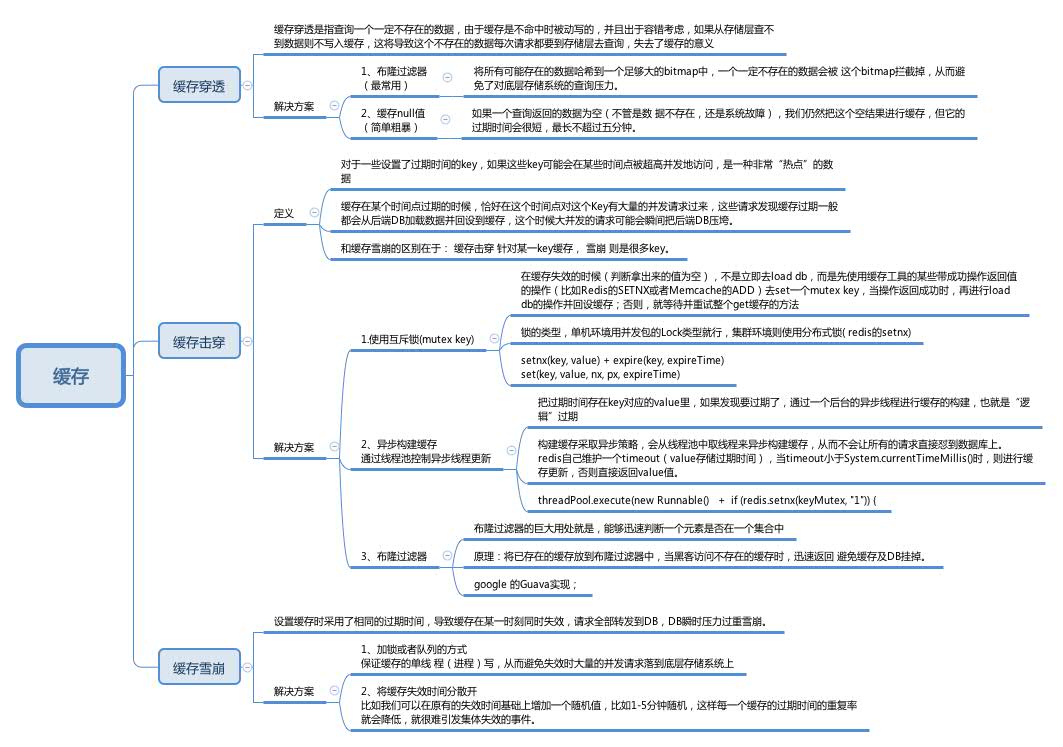 缓存
缓存穿透
缓存穿透是指查询一个一定不存在的数据，由于缓存是不命中时被动写的，并且出于容错考虑，如果从存储层查不
到数据则不写入缓存，这将导致这个不存在的数据每次请求都要到存储层去查询，失去了缓存的意义
解决方案
1、布隆过滤器
（最常用）
将所有可能存在的数据哈希到一个足够大的bitmap中，一个一定不存在的数据会被 这个bitmap拦截掉，从而避
免了对底层存储系统的查询压力。
2、缓存null值
（简单粗暴）
如果一个查询返回的数据为空（不管是数 据不存在，还是系统故障），我们仍然把这个空结果进行缓存，但它的
过期时间会很短，最长不超过五分钟。
缓存击穿
定义
对于一些设置了过期时间的key，如果这些key可能会在某些时间点被超高并发地访问，是一种非常“热点”的数
据
缓存在某个时间点过期的时候，恰好在这个时间点对这个Key有大量的并发请求过来，这些请求发现缓存过期一般
都会从后端DB加载数据并回设到缓存，这个时候大并发的请求可能会瞬间把后端DB压垮。
和缓存雪崩的区别在于： 缓存击穿 针对某一key缓存， 雪崩 则是很多key。
解决方案
1.使用互斥锁(mutex key)
在缓存失效的时候（判断拿出来的值为空），不是立即去load db，而是先使用缓存工具的某些带成功操作返回值
的操作（比如Redis的SETNX或者Memcache的ADD）去set一个mutex key，当操作返回成功时，再进行load
db的操作并回设缓存；否则，就等待并重试整个get缓存的方法
锁的类型，单机环境用并发包的Lock类型就行，集群环境则使用分布式锁( redis的setnx)
setnx(key, value) + expire(key, expireTime)
set(key, value, nx, px, expireTime)
2、异步构建缓存
通过线程池控制异步线程更新
把过期时间存在key对应的value里，如果发现要过期了，通过一个后台的异步线程进行缓存的构建，也就是“逻
辑”过期
构建缓存采取异步策略，会从线程池中取线程来异步构建缓存，从而不会让所有的请求直接怼到数据库上。
redis自己维护一个timeout（value存储过期时间），当timeout小于System.currentTimeMillis()时，则进行缓
存更新，否则直接返回value值。
threadPool.execute(new Runnable() + if (redis.setnx(keyMutex, "1")) {
3、布隆过滤器
布隆过滤器的巨大用处就是，能够迅速判断一个元素是否在一个集合中
原理：将已存在的缓存放到布隆过滤器中，当黑客访问不存在的缓存时，迅速返回 避免缓存及DB挂掉。
google 的Guava实现；
缓存雪崩
设置缓存时采用了相同的过期时间，导致缓存在某一时刻同时失效，请求全部转发到DB，DB瞬时压力过重雪崩。
解决方案
1、加锁或者队列的方式
保证缓存的单线 程（进程）写，从而避免失效时大量的并发请求落到底层存储系统上
2、将缓存失效时间分散开
比如我们可以在原有的失效时间基础上增加一个随机值，比如1-5分钟随机，这样每一个缓存的过期时间的重复率
就会降低，就很难引发集体失效的事件。